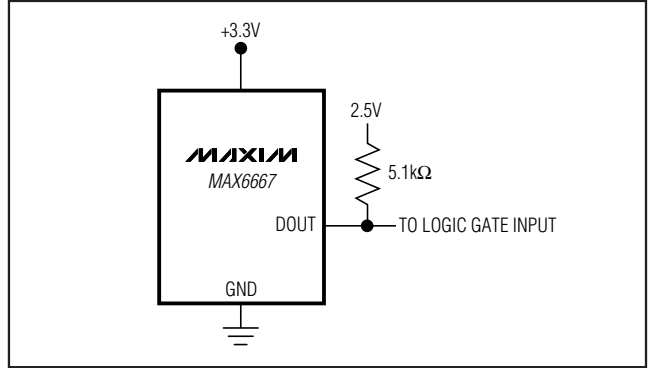 +3.3V
2.5V
MAXIM
MAX6667
5.1kΩ
DOUT
TO LOGIC GATE INPUT
GND